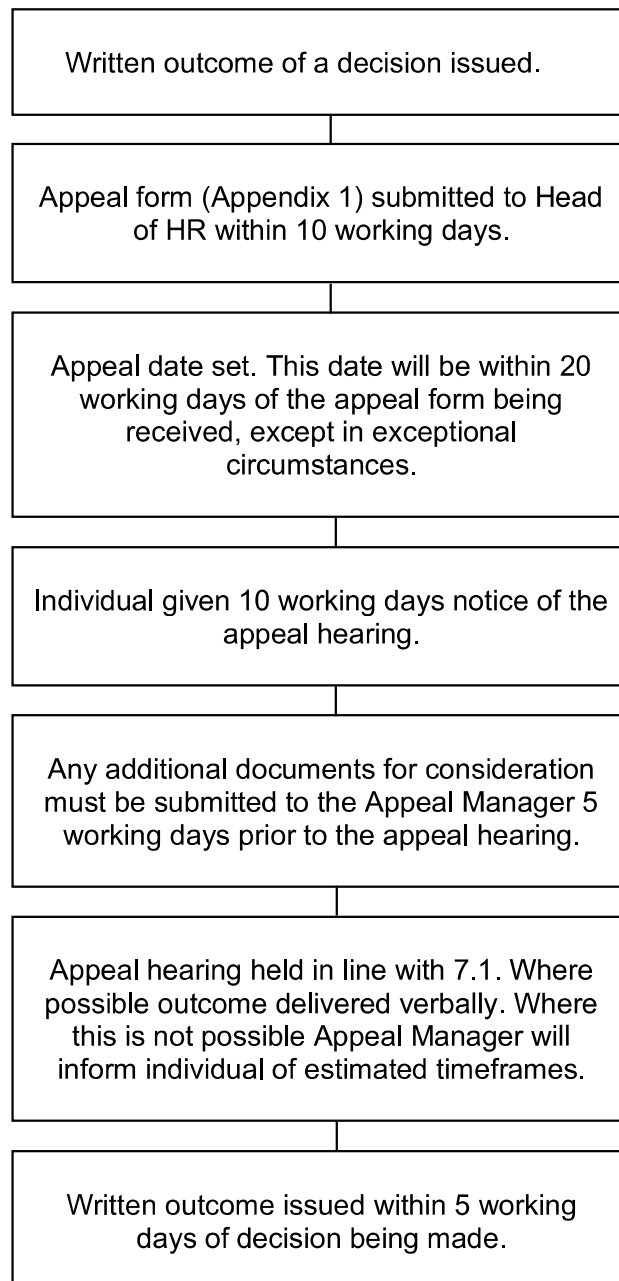 Written outcome of a decision issued.
Appeal form (Appendix 1) submitted to Head
of HR within 10 working days.
Appeal date set. This date will be within 20
working days of the appeal form being
received, except in exceptional
circumstances.
Individual given 10 working days notice of the
appeal hearing.
Any additional documents for consideration
must be submitted to the Appeal Manager 5
working days prior to the appeal hearing.
Appeal hearing held in line with 7.1. Where
possible outcome delivered verbally. Where
this is not possible Appeal Manager will
inform individual of estimated timeframes.
Written outcome issued within 5 working
days of decision being made.